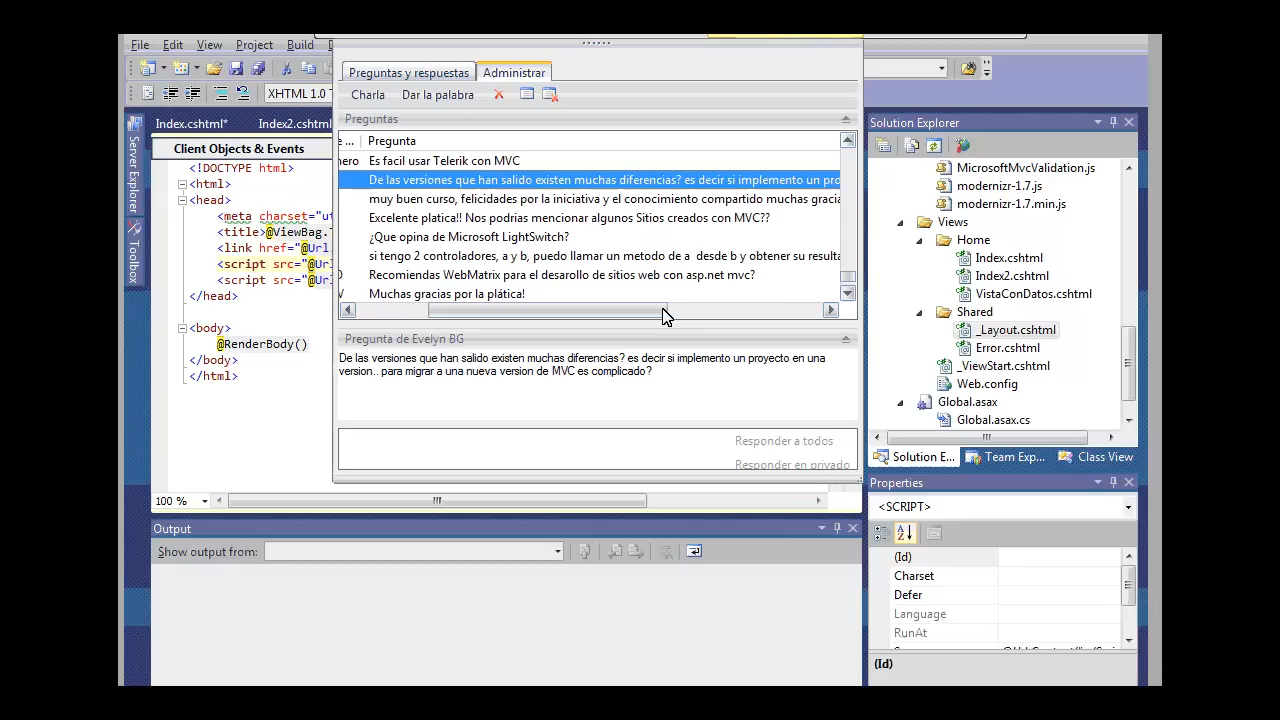 File Edit View Project Build
XHTML 1.0
Index.cshtml* Index2.cshtml
Client Objects & Events
<!DOCTYPE html>
<html>
<head>
<meta charset="ut
<title>@ViewBag.
<link href="@Url.
<script src="@Url
<script src="@Url
</head>
<body>
@RenderBody()
</body>
</html>
100 %
Server Explorer
Toolbox
Preguntas y respuestas Administrar
Charla Dar la palabra
Preguntas
e ... Pregunta
nero Es facil usar Telerik con MVC
De las versiones que han salido existen muchas diferencias? es decir si implemento un pro
muy buen curso, felicidades por la iniciativa y el conocimiento compartido muchas gracia
Excelente platica!! Nos podrias mencionar algunos Sitios creados con MVC??
¿Que opina de Microsoft LightSwitch?
si tengo 2 controladores, a y b, puedo llamar un metodo de a desde b y obtener su resulta
Recomiendas WebMatrix para el desarollo de sitios web con asp.net mvc?
Muchas gracias por la plática!
Pregunta de Evelyn BG
De las versiones que han salido existen muchas diferencias? es decir si implemento un proyecto en una
version.. para migrar a una nueva version de MVC es complicado?
Responder a todos
Responder en privado
Output
Show output from:
Solution Explorer
MicrosoftMvcValidation.js
modernizr-1.7.js
modernizr-1.7.min.js
Views
Home
Index.cshtml
Index2.cshtml
VistaConDatos.cshtml
Shared
_Layout.cshtml
Error.cshtml
_ViewStart.cshtml
Web.config
Global.asax
Global.asax.cs
Solution E... Team Exp... Class View
Properties
<SCRIPT>
(Id)
Charset
Defer
Language
RunAt
(Id)